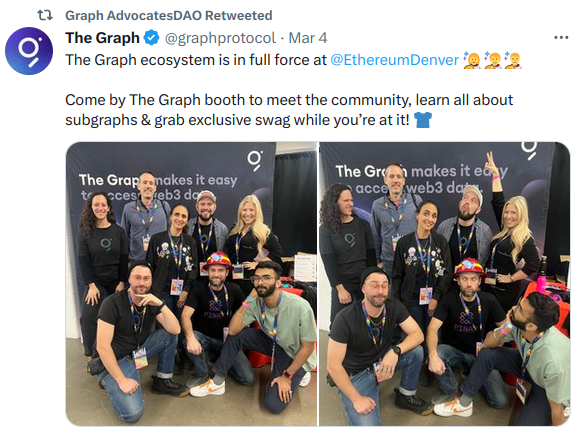 Graph AdvocatesDAO Retweeted
The Graph @graphprotocol · Mar 4
The Graph ecosystem is in full force at @EthereumDenver
Come by The Graph booth to meet the community, learn all about
subgraphs & grab exclusive swag while you’re at it!
The Graph makes it easy
to access web3 data.
The Graph makes it easy
to access web3 data.
PINA